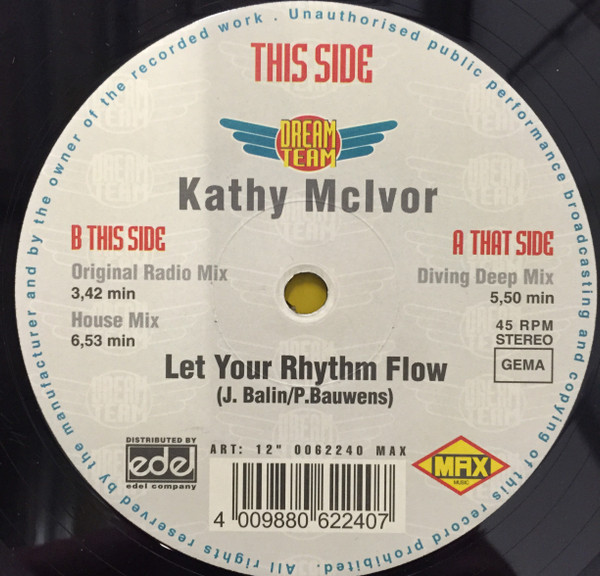 All rights reserved by the manufacturer and by the owner of the recorded work . Unauthorised public performance broadcasting and copying of this record prohibited.
THIS SIDE
DREAM
TEAM
Kathy McIvor
B THIS SIDE
Original Radio Mix
3,42 min
House Mix
6,53 min
A THAT SIDE
Diving Deep Mix
5,50 min
45 RPM
STEREO
GEMA
Let Your Rhythm Flow
(J. Balin/P.Bauwens)
DISTRIBUTED BY
edel
edel company
ART: 12" 0062240 MAX
4 009880 622407
MAX
MUSIC